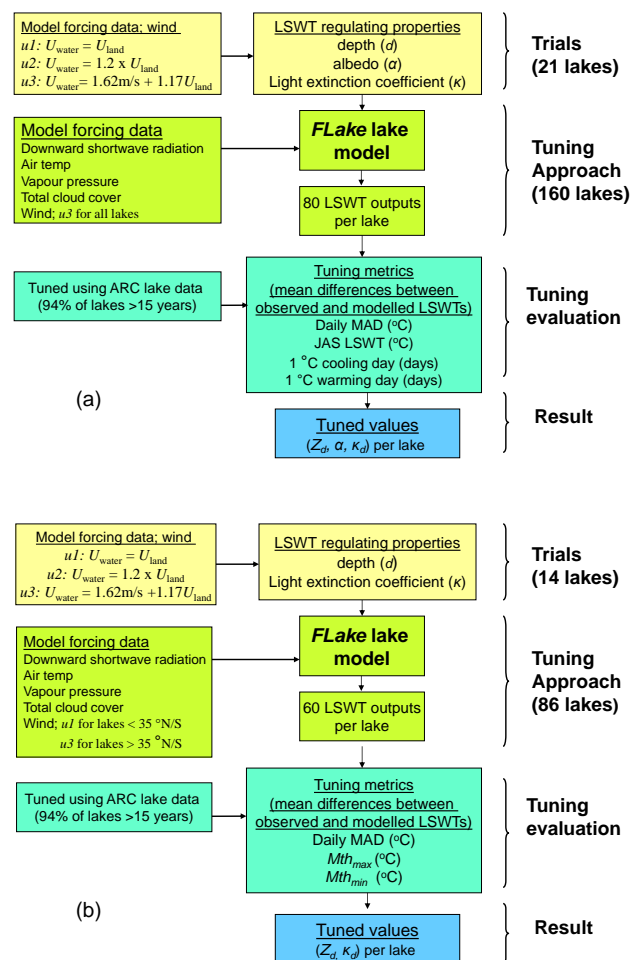 Model forcing data; wind
u1: Uwater = Uland
u2: Uwater = 1.2 x Uland
u3: Uwater= 1.62m/s + 1.17Uland
LSWT regulating properties
depth (d)
albedo (α)
Light extinction coefficient (κ)
Trials
(21 lakes)
Model forcing data
Downward shortwave radiation
Air temp
Vapour pressure
Total cloud cover
Wind; u3 for all lakes
FLake lake
model
80 LSWT outputs
per lake
Tuning
Approach
(160 lakes)
Tuned using ARC lake data
(94% of lakes >15 years)
Tuning metrics
(mean differences between
observed and modelled LSWTs)
Daily MAD (ºC)
JAS LSWT (ºC)
1 °C cooling day (days)
1 °C warming day (days)
Tuning
evaluation
(a)
Tuned values
(Zd, α, κd) per lake
Result
Model forcing data; wind
u1: Uwater = Uland
u2: Uwater = 1.2 x Uland
u3: Uwater = 1.62m/s +1.17Uland
LSWT regulating properties
depth (d)
Light extinction coefficient (κ)
Trials
(14 lakes)
Model forcing data
Downward shortwave radiation
Air temp
Vapour pressure
Total cloud cover
Wind; u1 for lakes < 35 °N/S
u3 for lakes > 35 °N/S
FLake lake
model
60 LSWT outputs
per lake
Tuning
Approach
(86 lakes)
Tuned using ARC lake data
(94% of lakes >15 years)
Tuning metrics
(mean differences between
observed and modelled LSWTs)
Daily MAD (ºC)
Mthmax (ºC)
Mthmin (ºC)
Tuning
evaluation
(b)
Tuned values
(Zd, κd) per lake
Result